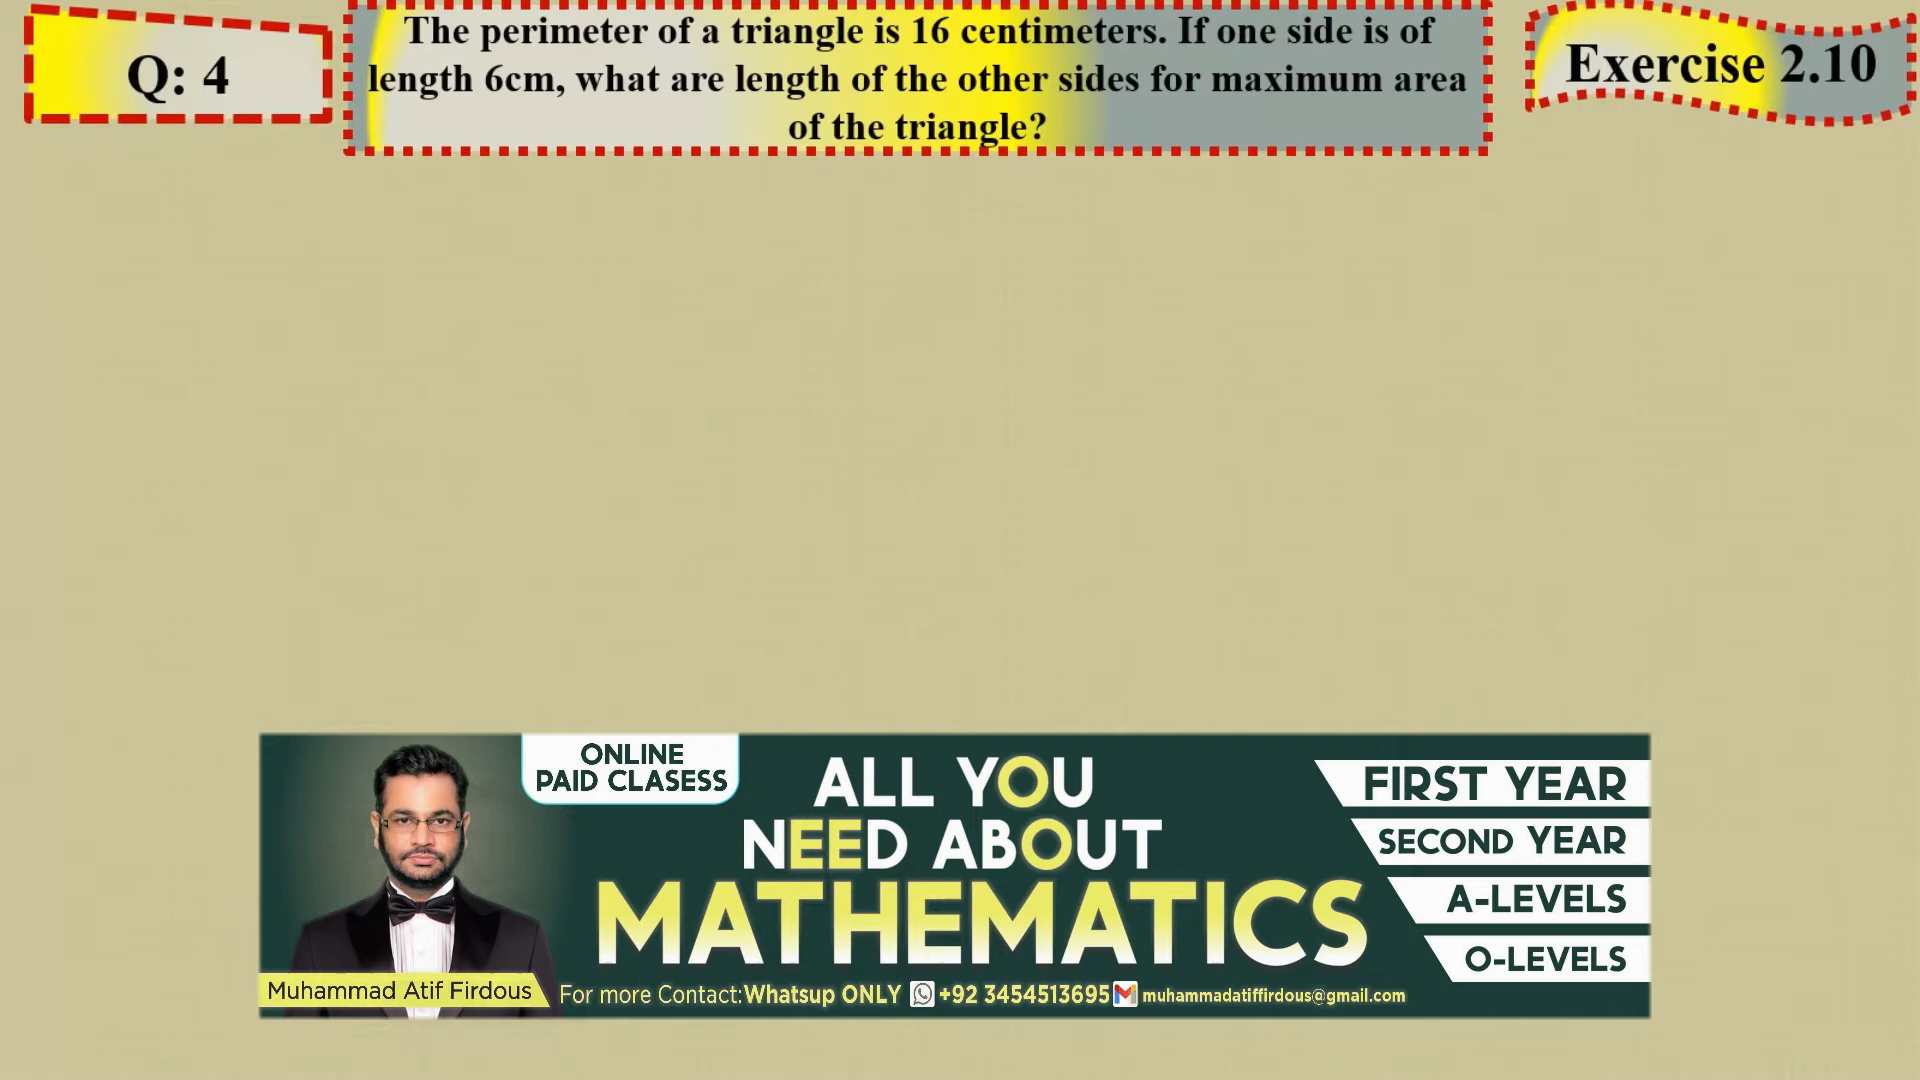 Q: 4
The perimeter of a triangle is 16 centimeters. If one side is of
length 6cm, what are length of the other sides for maximum area
of the triangle?
Exercise 2.10
ONLINE
PAID CLASESS
ALL YOU
NEED ABOUT
MATHEMATICS
FIRST YEAR
SECOND YEAR
A-LEVELS
O-LEVELS
Muhammad Atif Firdous
For more Contact:Whatsup ONLY +92 3454513695 muhammadatiffirdous@gmail.com